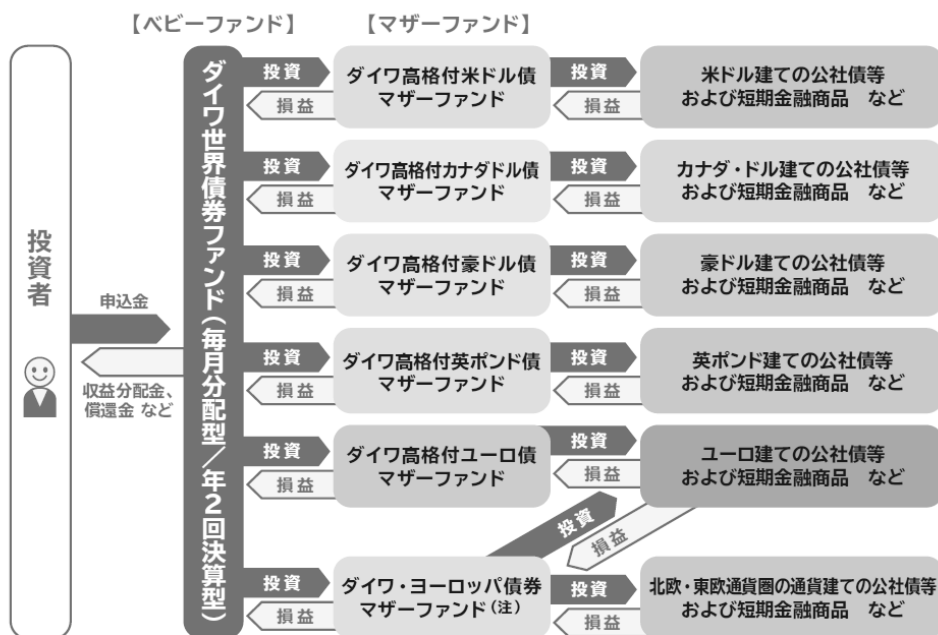 【ベビーファンド】
【マザーファンド】
投資者
申込金
収益分配金、
償還金 など
ダイワ世界債券ファンド(毎月分配型/年2回決算型)
投資
損益
ダイワ高格付米ドル債
マザーファンド
投資
損益
米ドル建ての公社債等
および短期金融商品 など
投資
損益
ダイワ高格付カナダドル債
マザーファンド
投資
損益
カナダ・ドル建ての公社債等
および短期金融商品 など
投資
損益
ダイワ高格付豪ドル債
マザーファンド
投資
損益
豪ドル建ての公社債等
および短期金融商品 など
投資
損益
ダイワ高格付英ポンド債
マザーファンド
投資
損益
英ポンド建ての公社債等
および短期金融商品 など
投資
損益
ダイワ高格付ユーロ債
マザーファンド
投資
損益
ユーロ建ての公社債等
および短期金融商品 など
投資
損益
投資
損益
ダイワ・ヨーロッパ債券
マザーファンド(注)
投資
損益
北欧・東欧通貨圏の通貨建ての公社債等
および短期金融商品 など